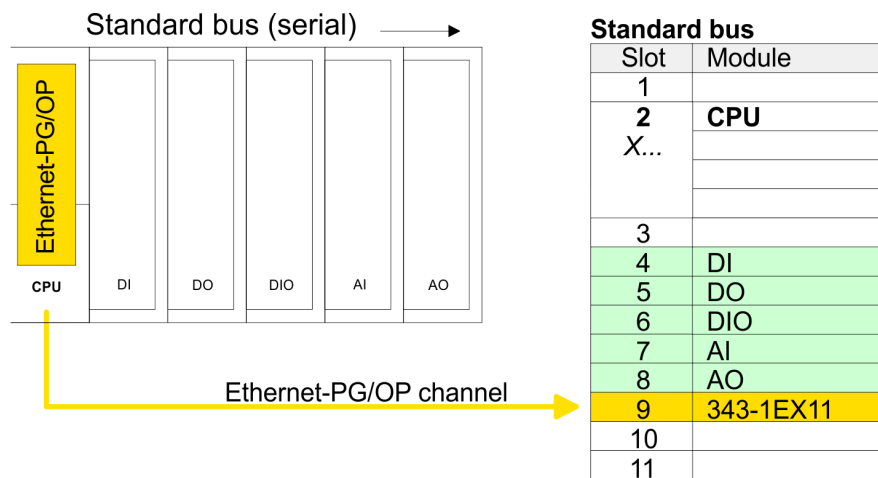 Standard bus (serial)
Ethernet-PG/OP
CPU DI DO DIO AI AO
Ethernet-PG/OP channel
Standard bus
Slot Module
1
2 CPU
X...
3
4 DI
5 DO
6 DIO
7 AI
8 AO
9 343-1EX11
10
11